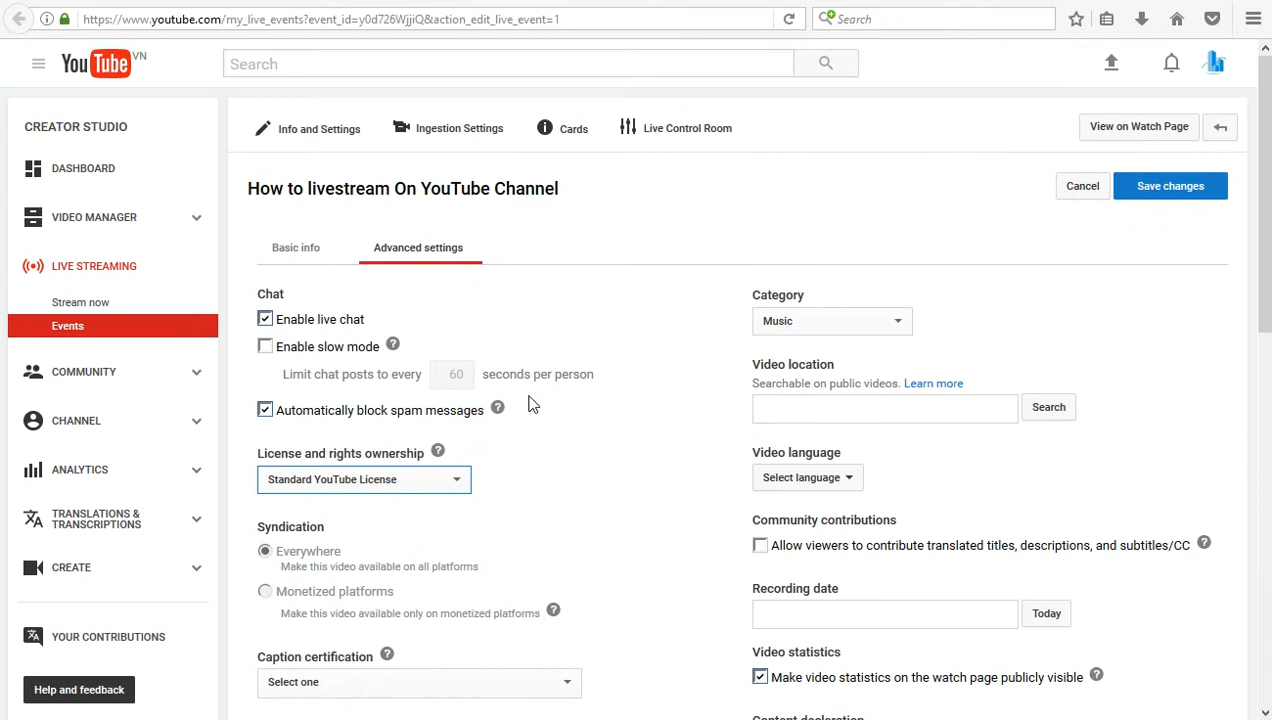 https://www.youtube.com/my_live_events?event_id=y0d726WjjiQ&action_edit_live_event=1
Search
YouTube VN
Search
CREATOR STUDIO
DASHBOARD
VIDEO MANAGER
LIVE STREAMING
Stream now
Events
COMMUNITY
CHANNEL
ANALYTICS
TRANSLATIONS &
TRANSCRIPTIONS
CREATE
YOUR CONTRIBUTIONS
Help and feedback
Info and Settings
Ingestion Settings
Cards
Live Control Room
View on Watch Page
How to livestream On YouTube Channel
Cancel
Save changes
Basic info
Advanced settings
Chat
Enable live chat
Enable slow mode
Limit chat posts to every 60 seconds per person
Automatically block spam messages
License and rights ownership
Standard YouTube License
Syndication
Everywhere
Make this video available on all platforms
Monetized platforms
Make this video available only on monetized platforms
Caption certification
Select one
Category
Music
Video location
Searchable on public videos. Learn more
Search
Video language
Select language
Community contributions
Allow viewers to contribute translated titles, descriptions, and subtitles/CC
Recording date
Today
Video statistics
Make video statistics on the watch page publicly visible
Content declaration